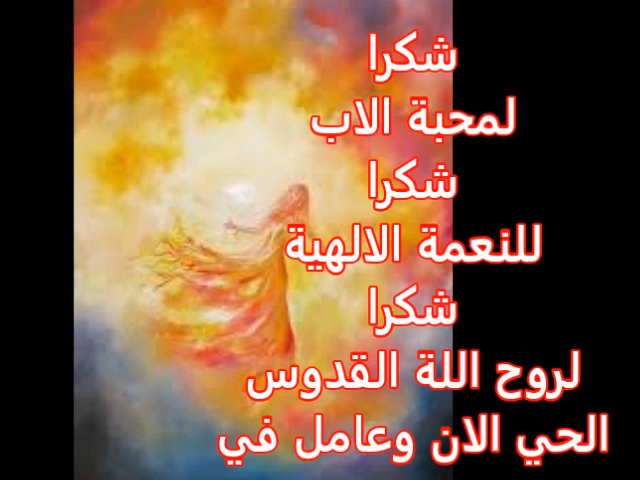 شكرا
لمحبة الاب
شكرا
للنعمة الالهية
شكرا
لروح اللة القدوس
الحي الان وعامل في